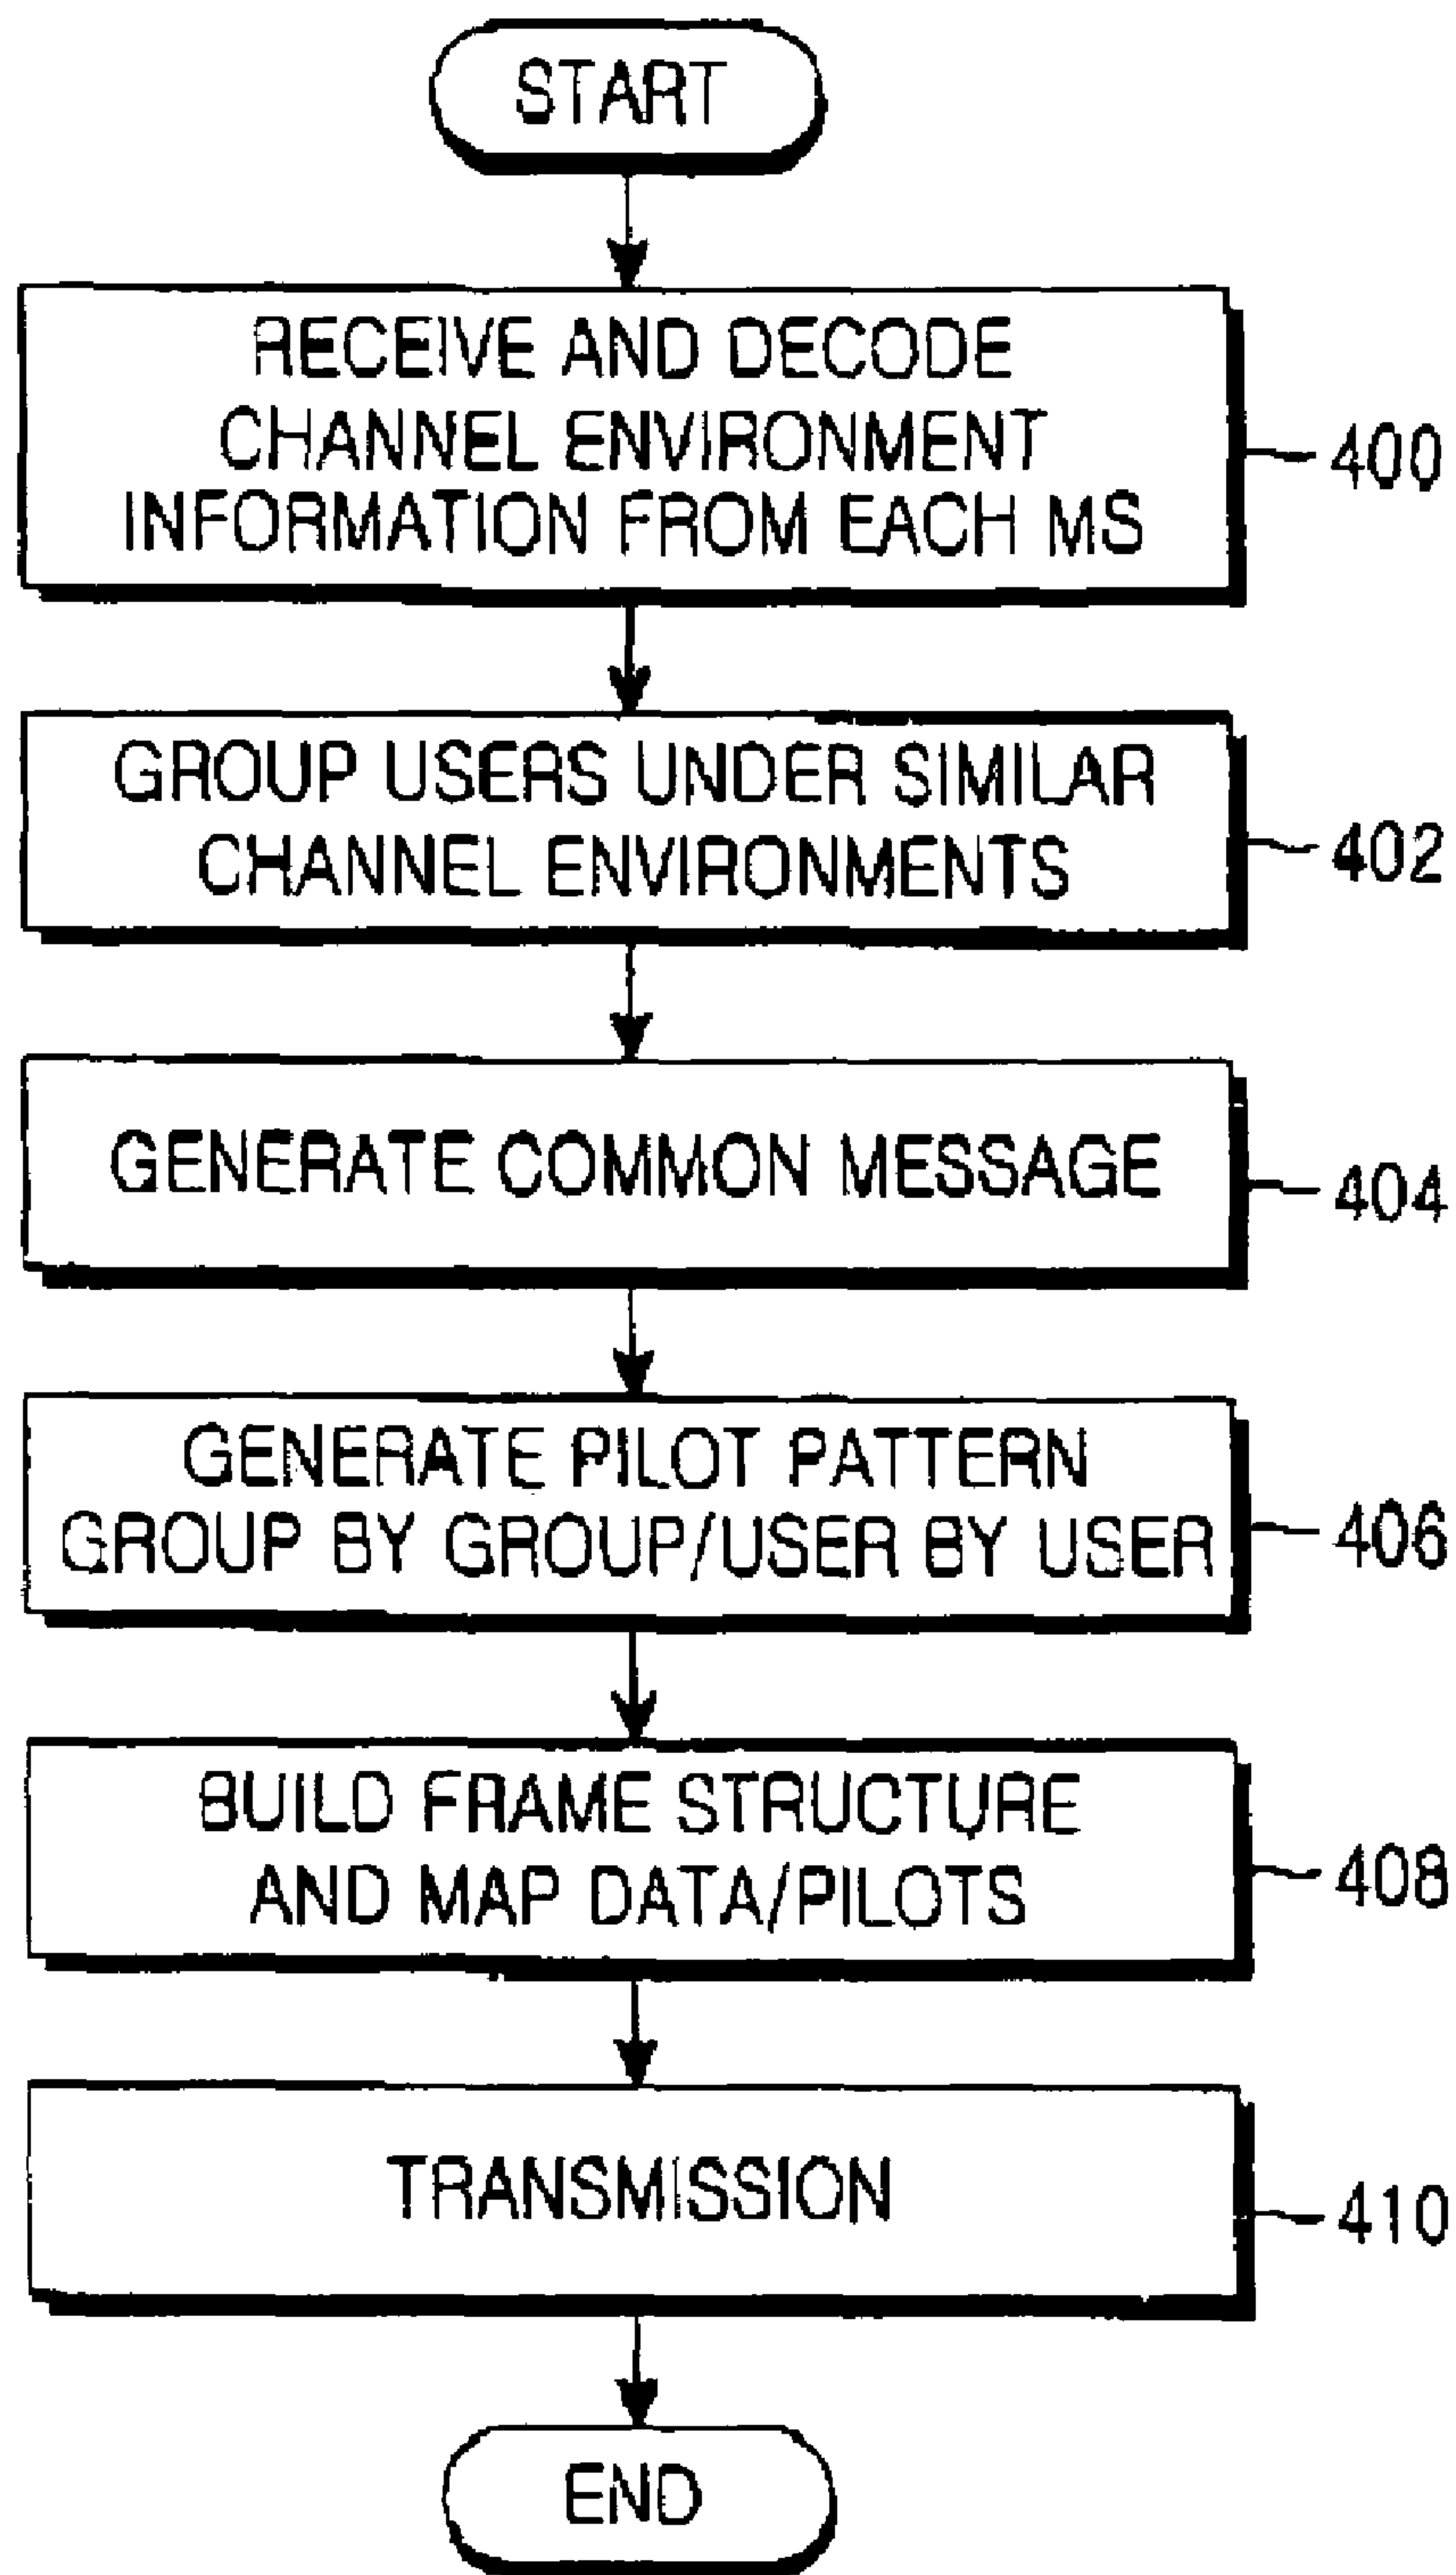 START
RECEIVE AND DECODE
CHANNEL ENVIRONMENT
INFORMATION FROM EACH MS
400
GROUP USERS UNDER SIMILAR
CHANNEL ENVIRONMENTS
402
GENERATE COMMON MESSAGE
404
GENERATE PILOT PATTERN
GROUP BY GROUP/USER BY USER
406
BUILD FRAME STRUCTURE
AND MAP DATA/PILOTS
408
TRANSMISSION
410
END